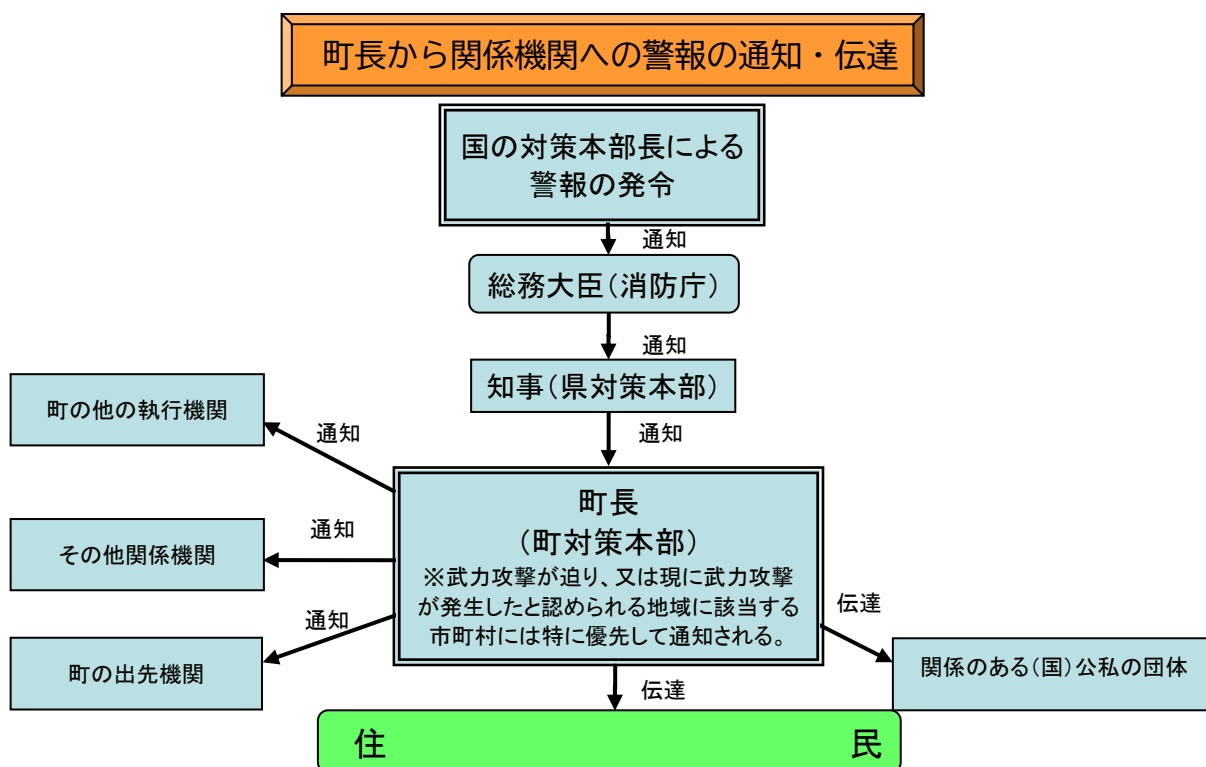 町長から関係機関への警報の通知・伝達
国の対策本部長による
警報の発令
通知
総務大臣(消防庁)
通知
知事(県対策本部)
通知
町の他の執行機関
通知
その他関係機関
通知
町の出先機関
通知
町長
(町対策本部)
※武力攻撃が迫り、又は現に武力攻撃
が発生したと認められる地域に該当する
市町村には特に優先して通知される。
伝達
関係のある(国)公私の団体
伝達
住 民